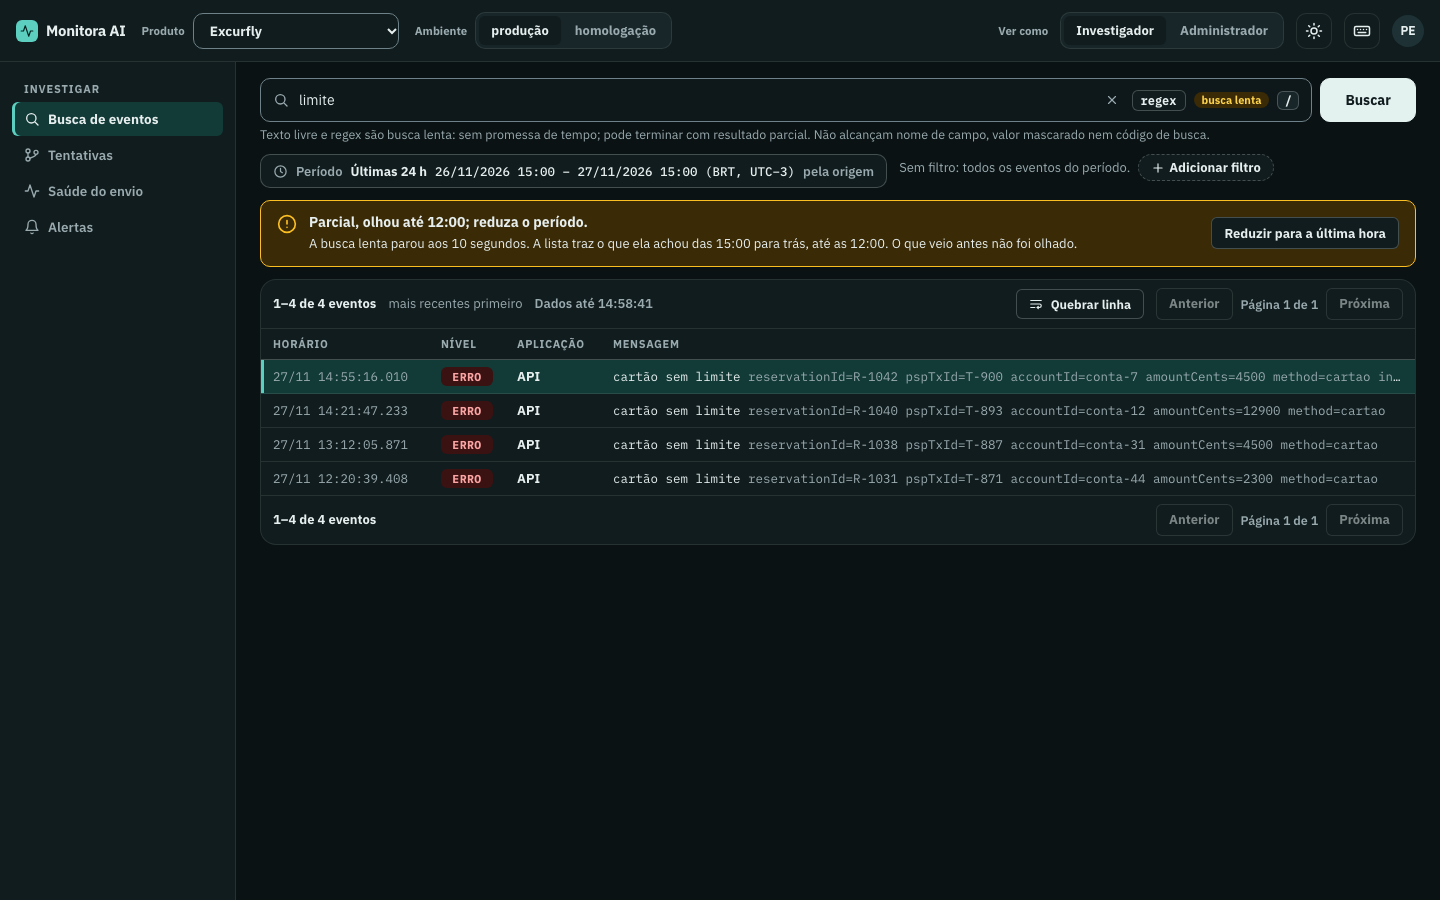 Monitora AI Produto Excurfly Ambiente produção homologação Ver como Investigador Administrador PE
INVESTIGAR
Busca de eventos
Tentativas
Saúde do envio
Alertas
limite regex busca lenta / Buscar
Texto livre e regex são busca lenta: sem promessa de tempo; pode terminar com resultado parcial. Não alcançam nome de campo, valor mascarado nem código de busca.
Período Últimas 24 h 26/11/2026 15:00 – 27/11/2026 15:00 (BRT, UTC−3) pela origem Sem filtro: todos os eventos do período. + Adicionar filtro
Parcial, olhou até 12:00; reduza o período.
A busca lenta parou aos 10 segundos. A lista traz o que ela achou das 15:00 para trás, até as 12:00. O que veio antes não foi olhado.
Reduzir para a última hora
1–4 de 4 eventos mais recentes primeiro Dados até 14:58:41 Quebrar linha Anterior Página 1 de 1 Próxima
HORÁRIO NÍVEL APLICAÇÃO MENSAGEM
27/11 14:55:16.010 ERRO API cartão sem limite reservationId=R-1042 pspTxId=T-900 accountId=conta-7 amountCents=4500 method=cartao in…
27/11 14:21:47.233 ERRO API cartão sem limite reservationId=R-1040 pspTxId=T-893 accountId=conta-12 amountCents=12900 method=cartao
27/11 13:12:05.871 ERRO API cartão sem limite reservationId=R-1038 pspTxId=T-887 accountId=conta-31 amountCents=4500 method=cartao
27/11 12:20:39.408 ERRO API cartão sem limite reservationId=R-1031 pspTxId=T-871 accountId=conta-44 amountCents=2300 method=cartao
1–4 de 4 eventos Anterior Página 1 de 1 Próxima